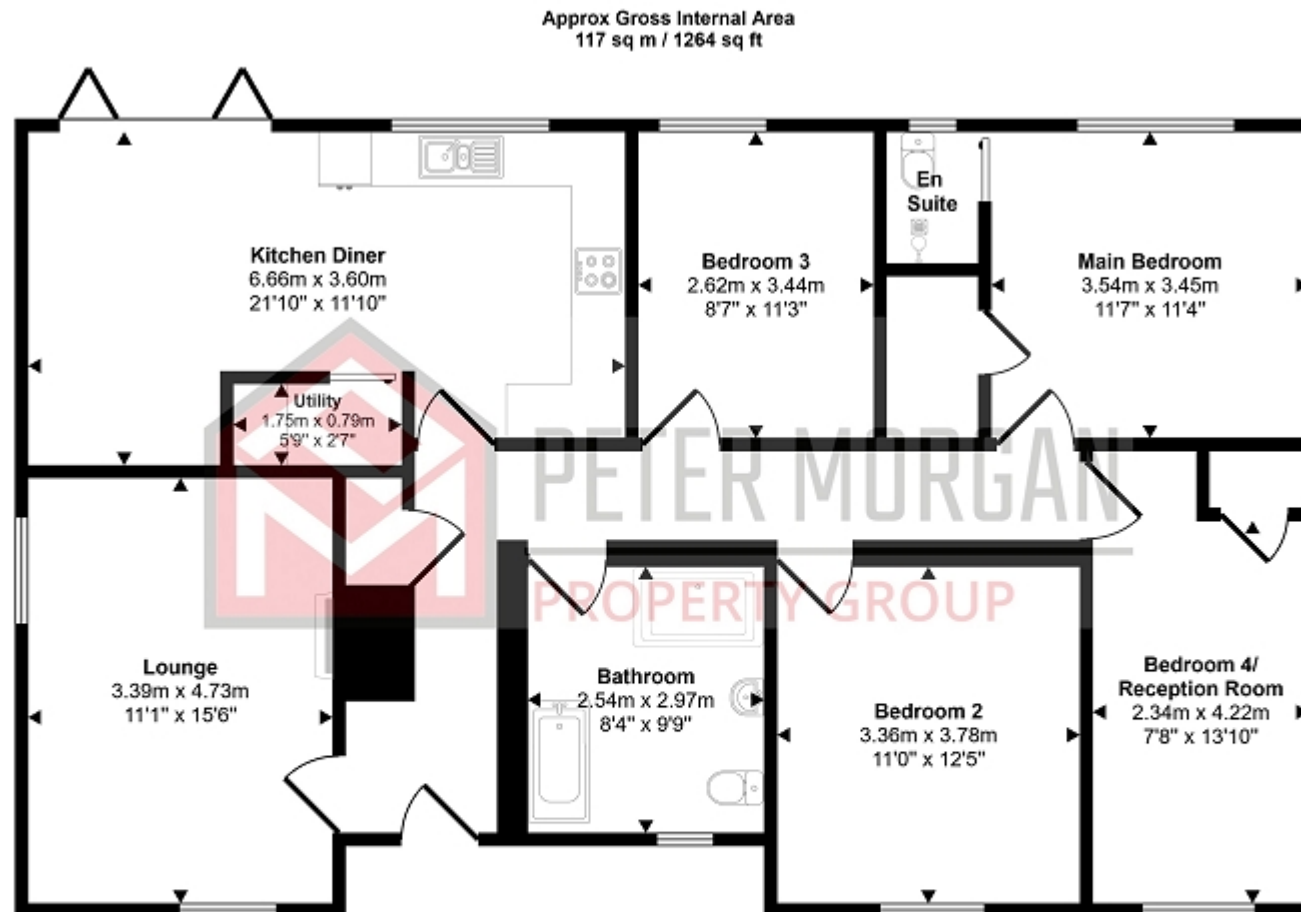 Approx Gross Internal Area
117 sq m / 1264 sq ft
Kitchen Diner
6.66m x 3.60m
21'10" x 11'10"
Bedroom 3
2.62m x 3.44m
8'7" x 11'3"
En
Suite
Main Bedroom
3.54m x 3.45m
11'7" x 11'4"
Utility
1.75m x 0.79m
5'9" x 2'7"
PETER MORGAN
PROPERTY GROUP
Lounge
3.39m x 4.73m
11'1" x 15'6"
Bathroom
2.54m x 2.97m
8'4" x 9'9"
Bedroom 2
3.36m x 3.78m
11'0" x 12'5"
Bedroom 4/
Reception Room
2.34m x 4.22m
7'8" x 13'10"